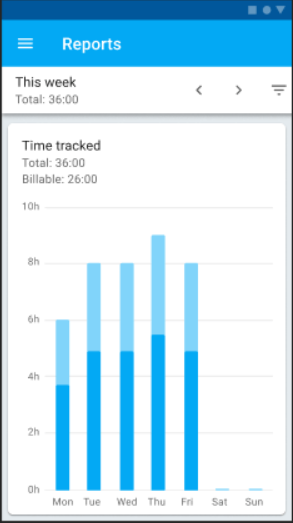 Reports
This week
Total: 36:00
Time tracked
Total: 36:00
Billable: 26:00
10h
8h
6h
4h
2h
0h
Mon Tue Wed Thu Fri Sat Sun